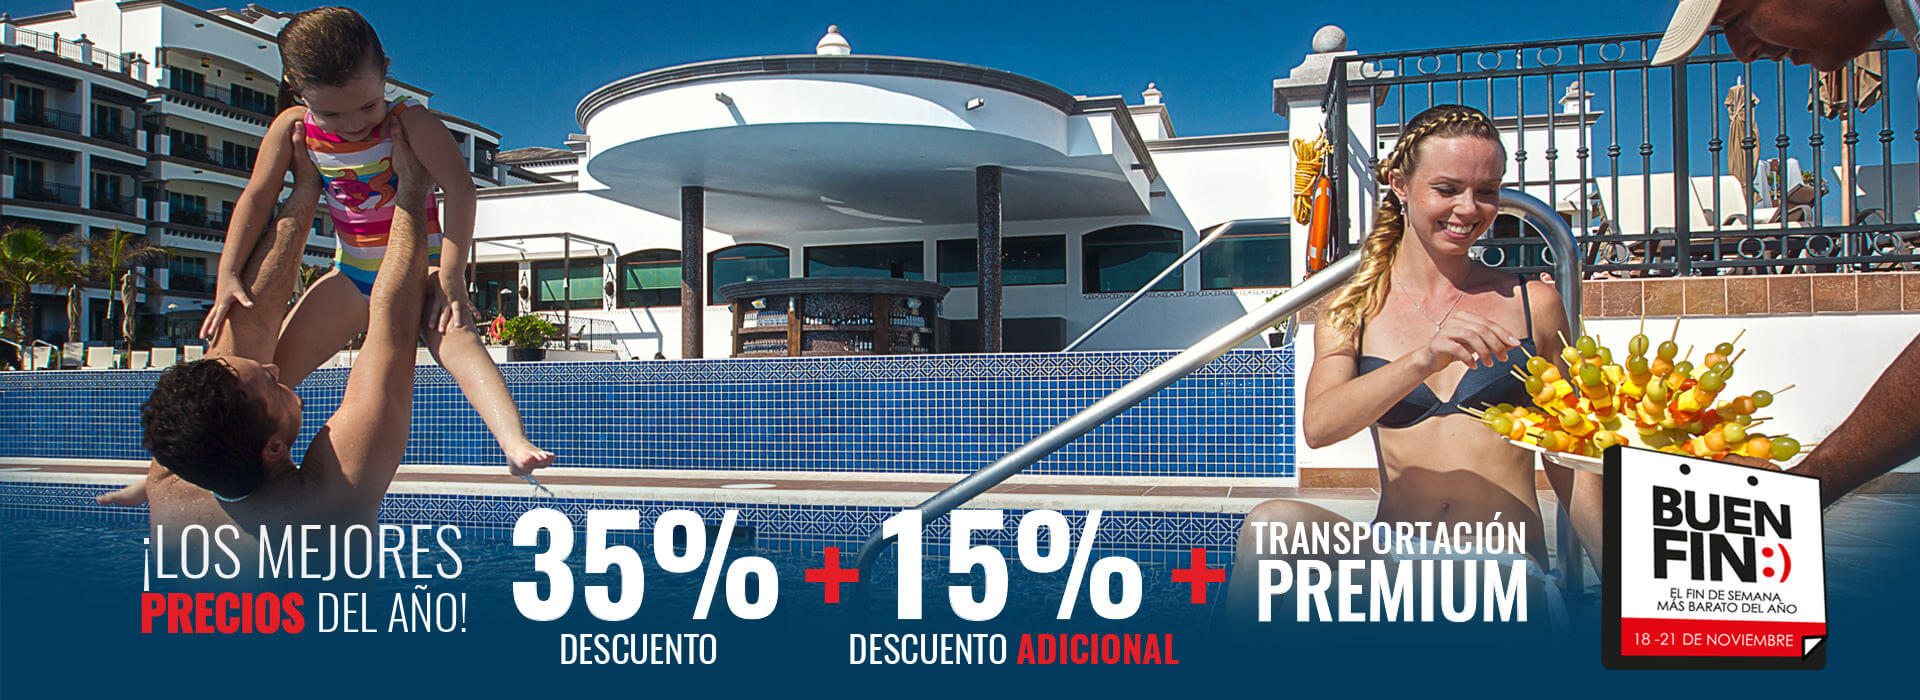 ¡LOS MEJORES
PRECIOS DEL AÑO!
35%
DESCUENTO
+
15%
DESCUENTO ADICIONAL
+
TRANSPORTACIÓN
PREMIUM
BUEN
FIN:)
EL FIN DE SEMANA
MÁS BARATO DEL AÑO
18 -21 DE NOVIEMBRE